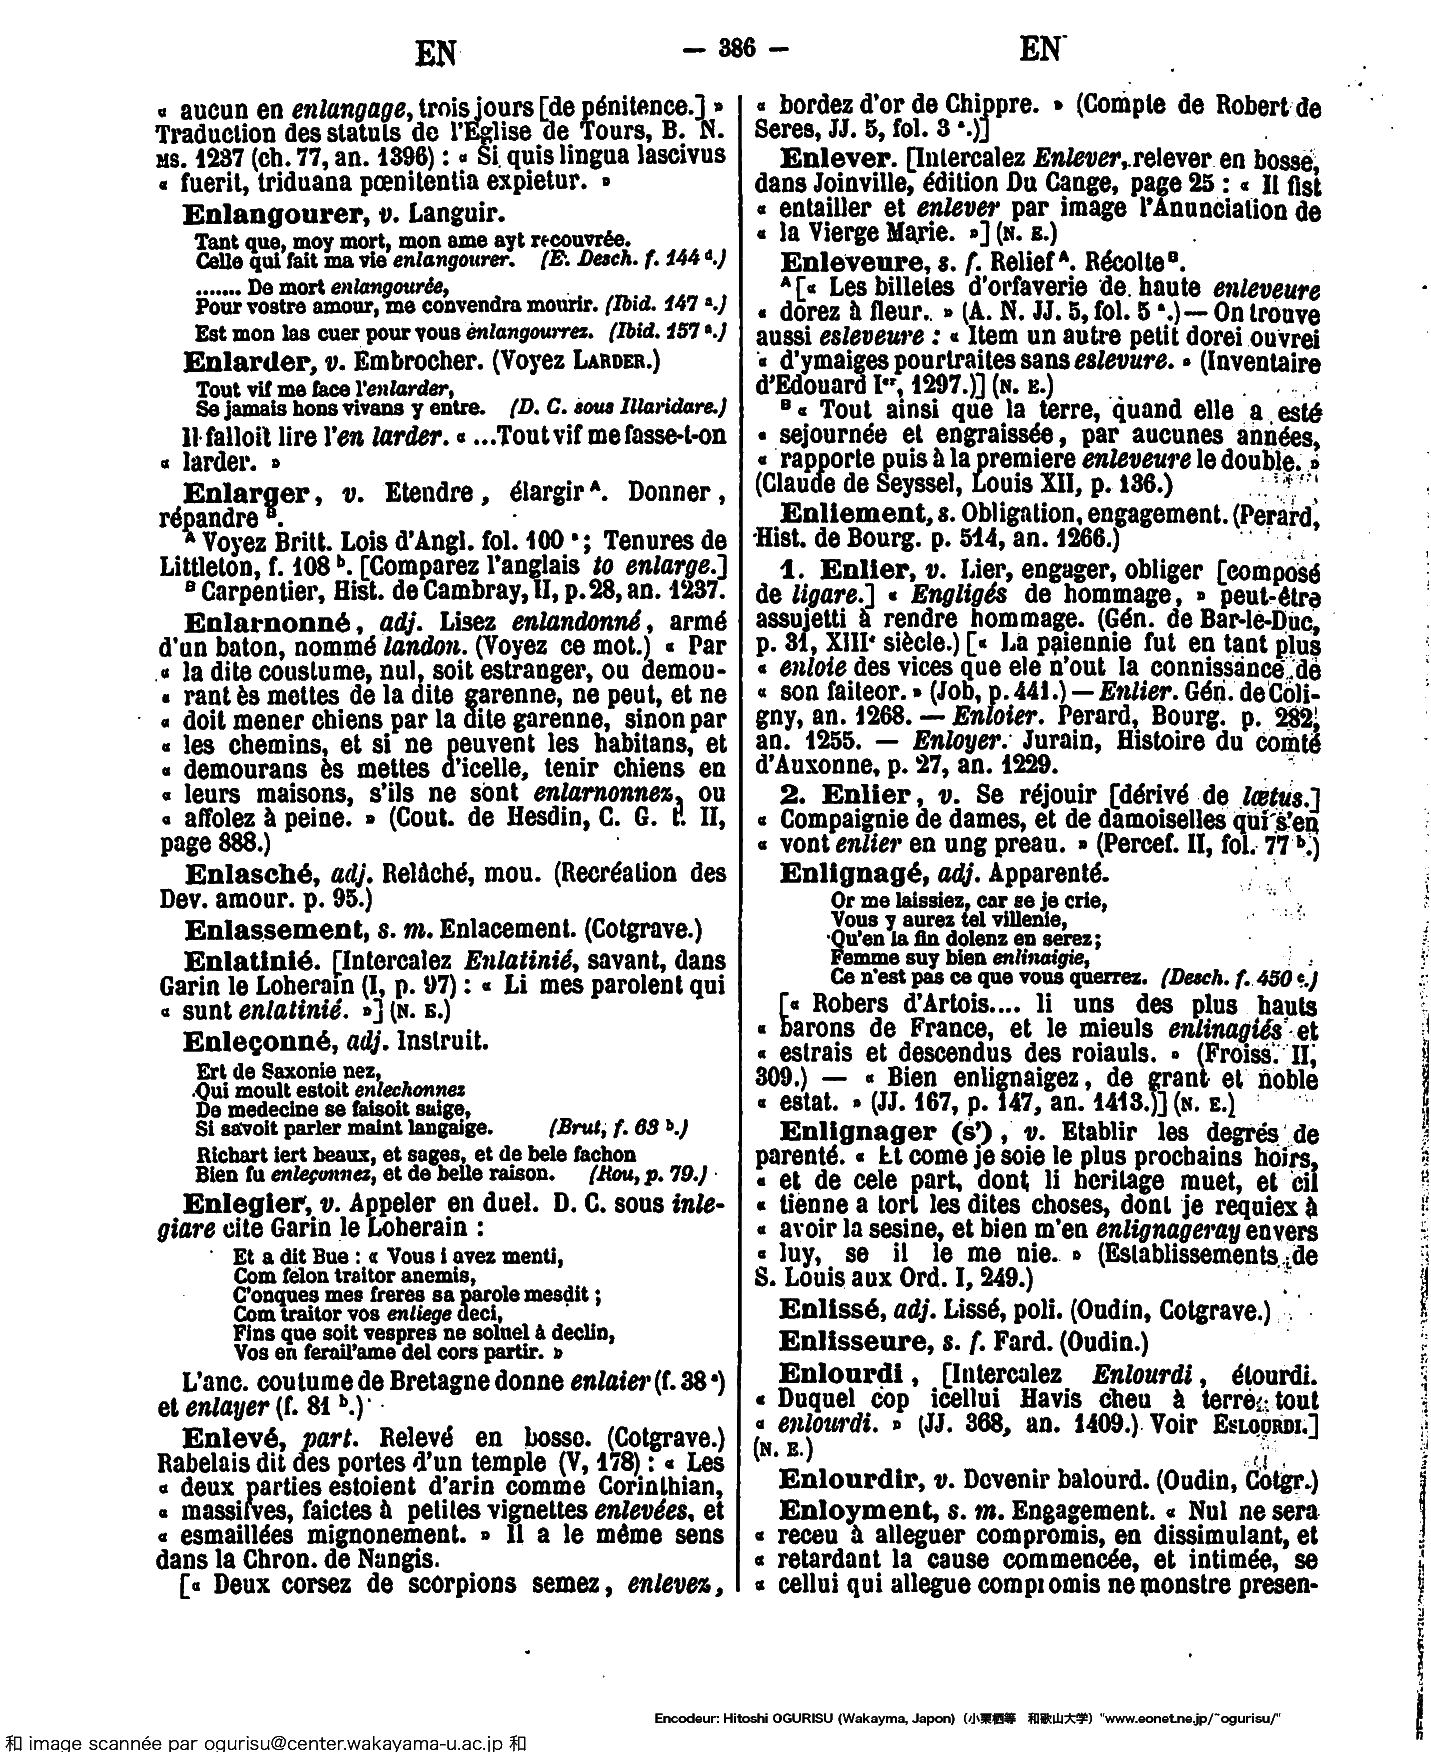 EN — 386 — EN
« aucun en enlangage, trois jours [de pénitence.] »
Traduction des statuts de l'Eglise de Tours, B. N.
MS. 1237 (ch. 77, an. 1396) : « Si quis lingua lascivus
« fuerit, triduana pœnitentia expietur. »
Enlangourer, v. Languir.
Tant que, moy mort, mon ame ayt recouvrée.
Celle qui fait ma vie enlangourer. (E. Desch. f. 144 d.)
....... De mort enlangourée,
Pour vostre amour, me convendra mourir. (Ibid. 147 a.)
Est mon las cuer pour vous enlangourrez. (Ibid. 157 a.)
Enlarder, v. Embrocher. (Voyez LARDER.)
Tout vif me face l'enlarder,
Se jamais hons vivans y entre. (D. C. sous Illaridare.)
Il falloit lire l'en larder. « ...Tout vif me fasse-t-on
« larder. »
Enlarger, v. Etendre, élargir A. Donner,
répandre B.
A Voyez Britt. Lois d'Angl. fol. 100 a ; Tenures de
Littleton, f. 108 b. [Comparez l'anglais to enlarge.]
B Carpentier, Hist. de Cambray, II, p. 28, an. 1237.
Enlarnonné, adj. Lisez enlandonné, armé
d'un baton, nommé landon. (Voyez ce mot.) « Par
« la dite coustume, nul, soit estranger, ou demou-
« rant ès mettes de la dite garenne, ne peut, et ne
« doit mener chiens par la dite garenne, sinon par
« les chemins, et si ne peuvent les habitans, et
« demourans ès mettes d'icelle, tenir chiens en
« leurs maisons, s'ils ne sont enlarnonnez, ou
« affolez à peine. » (Cout. de Hesdin, C. G. t. II,
page 888.)
Enlasché, adj. Relâché, mou. (Recréation des
Dev. amour. p. 95.)
Enlassement, s. m. Enlacement. (Cotgrave.)
Enlatinié. [Intercalez Enlatinié, savant, dans
Garin le Loherain (I, p. 97) : « Li mes parolent qui
« sunt enlatinié. »] (N. E.)
Enleçonné, adj. Instruit.
Ert de Saxonie nez,
Qui moult estoit enlechonnez
De medecine se faisoit saige,
Si savoit parler maint langaige. (Brut, f. 63 b.)
Richart iert beaux, et sages, et de bele fachon
Bien fu enleçonnez, et de belle raison. (Rou, p. 79.)
Enlegier, v. Appeler en duel. D. C. sous inle-
giare cite Garin le Loherain :
Et a dit Bue : « Vous i avez menti,
Com felon traitor anemis,
C'onques mes freres sa parole mesdit ;
Com traitor vos enliege deci,
Fins que soit vespres ne soluel à declin,
Vos en ferail'ame del cors partir. »
L'anc. coutume de Bretagne donne enlaier (f. 38 a)
et enlayer (f. 81 b.)
Enlevé, part. Relevé en bosse. (Cotgrave.)
Rabelais dit des portes d'un temple (V, 178) : « Les
« deux parties estoient d'arin comme Corinthian,
« massifves, faictes à petites vignettes enlevées, et
« esmaillées mignonement. » Il a le même sens
dans la Chron. de Nangis.
[« Deux corsez de scorpions semez, enlevez,
« bordez d'or de Chippre. » (Compte de Robert de
Seres, JJ. 5, fol. 3 a.)]
Enlever. [Intercalez Enlever, relever en bosse,
dans Joinville, édition Du Cange, page 25 : « Il fist
« entailler et enlever par image l'Anunciation de
« la Vierge Marie. »] (N. E.)
Enleveure, s. f. Relief A. Récolte B.
A [« Les billetes d'orfaverie de haute enleveure
« dorez à fleur. » (A. N. JJ. 5, fol. 5 a.) — On trouve
aussi esleveure : « Item un autre petit dorei ouvrei
« d'ymaiges pourtraites sans eslevure. » (Inventaire
d'Edouard Ier, 1297.)] (N. E.)
B « Tout ainsi que la terre, quand elle a esté
« sejournée et engraissée, par aucunes années,
« rapporte puis à la premiere enleveure le double. »
(Claude de Seyssel, Louis XII, p. 136.)
Enliement, s. Obligation, engagement. (Perard,
Hist. de Bourg. p. 514, an. 1266.)
1. Enlier, v. Lier, engager, obliger [composé
de ligare.] « Engligés de hommage, » peut-être
assujetti à rendre hommage. (Gén. de Bar-le-Duc,
p. 31, XIIIe siècle.) [« La paiennie fut en tant plus
« enloie des vices que ele n'out la connissance de
« son faiteor. » (Job, p. 441.) — Enlier. Gén. de Coli-
gny, an. 1268. — Enloier. Perard, Bourg. p. 282,
an. 1255. — Enloyer. Jurain, Histoire du comté
d'Auxonne, p. 27, an. 1229.
2. Enlier, v. Se réjouir [dérivé de lætus.]
« Compaignie de dames, et de damoiselles qui s'en
« vont enlier en ung preau. » (Percef. II, fol. 77 b.)
Enlignagé, adj. Apparenté.
Or me laissiez, car se je crie,
Vous y aurez tel villenie,
Qu'en la fin dolenz en serez ;
Femme suy bien enlinaigie,
Ce n'est pas ce que vous querrez. (Desch. f. 450 c.)
[« Robers d'Artois.... li uns des plus hauts
« barons de France, et le mieuls enlinagiés et
« estrais et descendus des roiauls. » (Froiss. II,
309.) — « Bien enlignaigez, de grant et noble
« estat. » (JJ. 167, p. 147, an. 1413.)] (N. E.)
Enlignager (s'), v. Etablir les degrés de
parenté. « Et come je soie le plus prochains hoirs,
« et de cele part, dont li heritage muet, et cil
« tienne a tort les dites choses, dont je requiex à
« avoir la sesine, et bien m'en enlignageray envers
« luy, se il le me nie. » (Establissements de
S. Louis aux Ord. I, 249.)
Enlissé, adj. Lissé, poli. (Oudin, Cotgrave.)
Enlisseure, s. f. Fard. (Oudin.)
Enlourdi, [Intercalez Enlourdi, étourdi.
« Duquel cop icellui Havis cheu à terre tout
« enlourdi. » (JJ. 368, an. 1409.) Voir ESLOURDI.]
(N. E.)
Enlourdir, v. Devenir balourd. (Oudin, Cotgr.)
Enloyment, s. m. Engagement. « Nul ne sera
« receu à alleguer compromis, en dissimulant, et
« retardant la cause commencée, et intimée, se
« cellui qui allegue compromis ne monstre presen-
Encodeur: Hitoshi OGURISU (Wakayma, Japon) (小栗栖等 和歌山大学) "www.eonet.ne.jp/~ogurisu/"
和 image scannée par ogurisu@center.wakayama-u.ac.jp 和